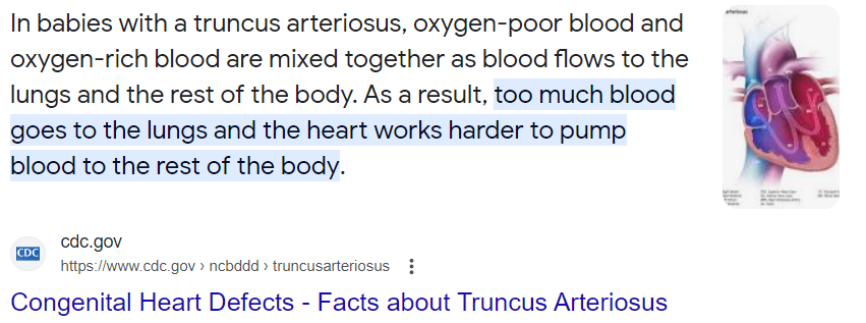 In babies with a truncus arteriosus, oxygen-poor blood and
oxygen-rich blood are mixed together as blood flows to the
lungs and the rest of the body. As a result, too much blood
goes to the lungs and the heart works harder to pump
blood to the rest of the body.
CDC
cdc.gov
https://www.cdc.gov › ncbddd › truncusarteriosus
Congenital Heart Defects - Facts about Truncus Arteriosus